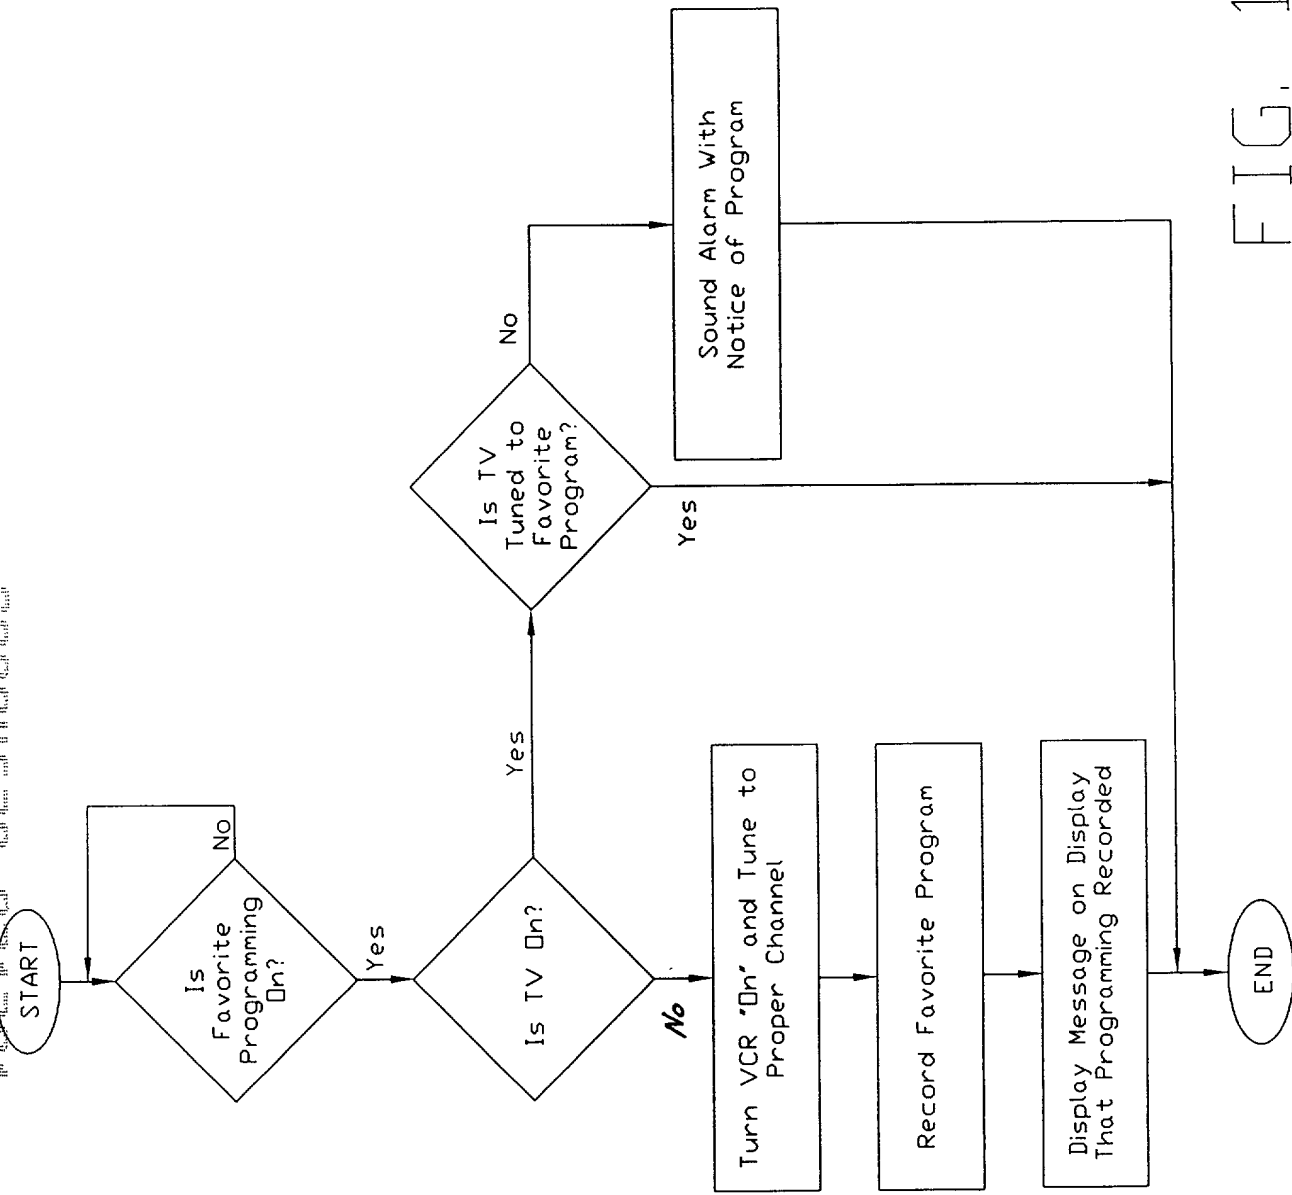 START
Is
Favorite
Programming
On?
No
Yes
Is TV On?
Yes
No
Is TV
Tuned to
Favorite
Program?
No
Yes
Sound Alarm With
Notice of Program
Turn VCR "On" and Tune to
Proper Channel
Record Favorite Program
Display Message on Display
That Programming Recorded
END
FIG. 1